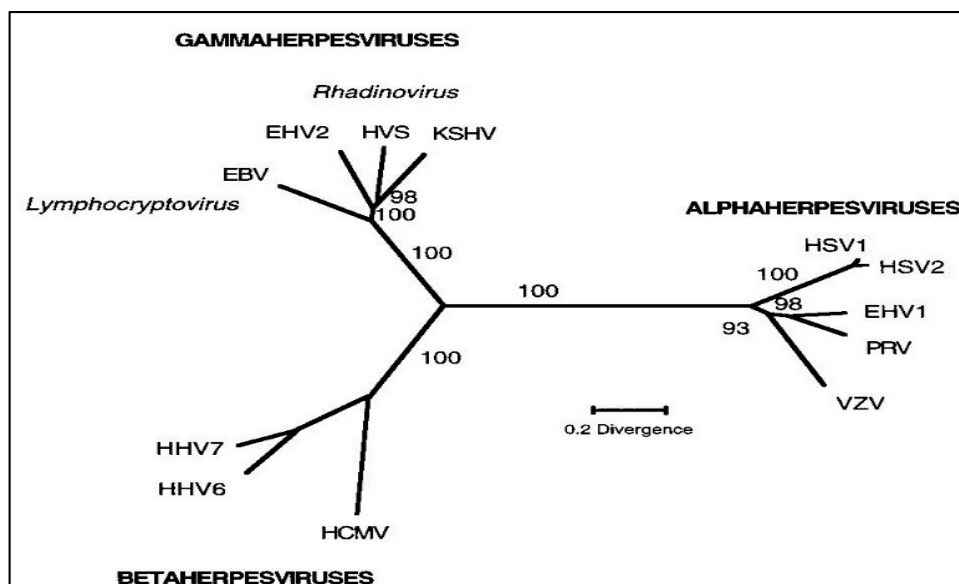 GAMMAHERPESVIRUSES
Rhadinovirus
EHV2 HVS KSHV
EBV
98
Lymphocryptovirus
100
ALPHAHERPESVIRUSES
100
HSV1
100
HSV2
100
98
EHV1
93
PRV
100
VZV
0.2 Divergence
HHV7
HHV6
HCMV
BETAHERPESVIRUSES